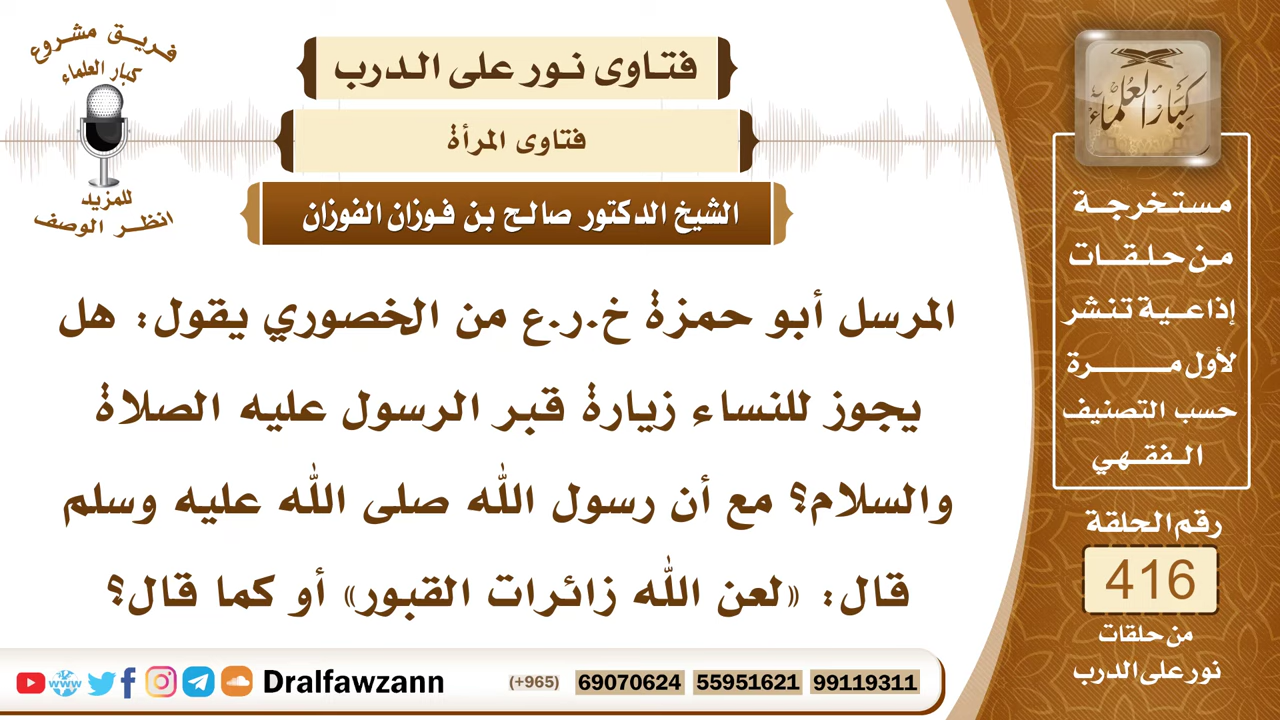 فريق مشروع
كبار العلماء
للمزيد
انظر الوصف
فتاوى نور على الدرب
فتاوى المرأة
الشيخ الدكتور صالح بن فوزان الفوزان
المرسل أبو حمزة خ.ر.ع من الخصوري يقول: هل
يجوز للنساء زيارة قبر الرسول عليه الصلاة
والسلام؟ مع أن رسول الله صلى الله عليه وسلم
قال: «لعن الله زائرات القبور» أو كما قال؟
كبار العلماء
مستخرجة
من حلقات
إذاعية تنشر
لأول مرة
حسب التصنيف
الفقهي
رقم الحلقة
416
من حلقات
نور على الدرب
www
Dralfawzann (+965) 69070624 55951621 99119311